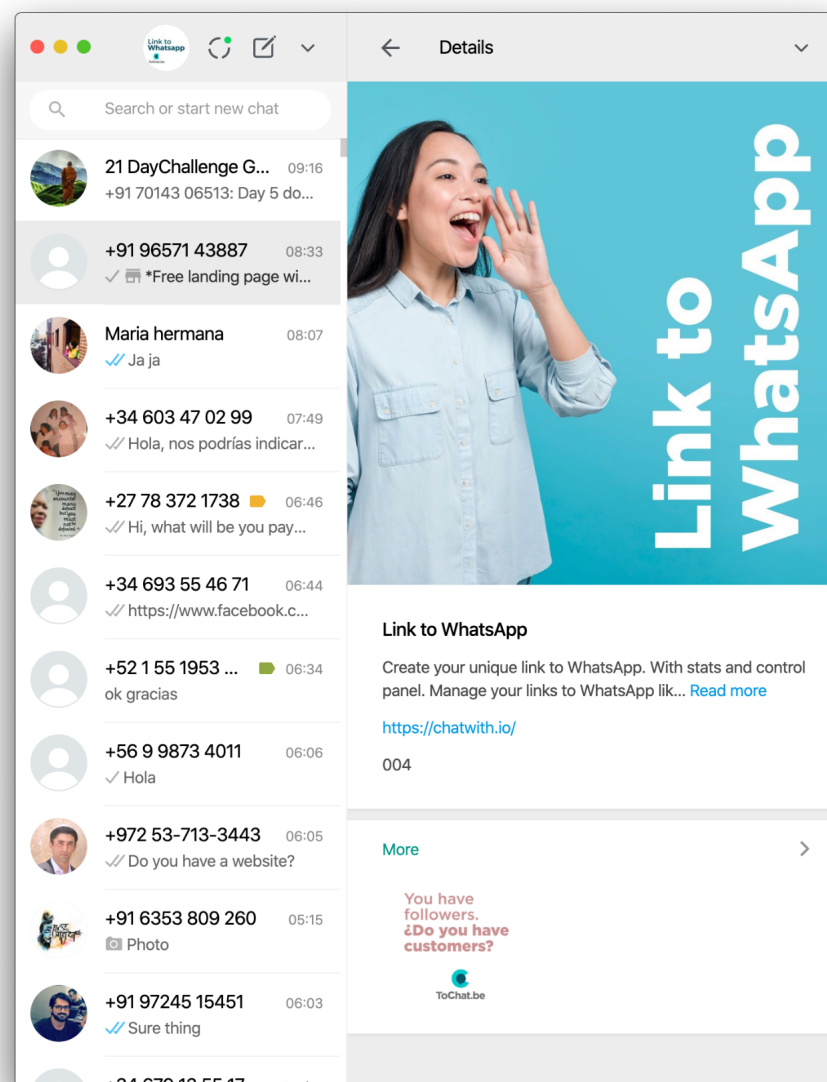 Link to
Whatsapp
ToChat.be
Details
Search or start new chat
21 DayChallenge G... 09:16
+91 70143 06513: Day 5 do...
+91 96571 43887 08:33
*Free landing page wi...
Maria hermana 08:07
Ja ja
+34 603 47 02 99 07:49
Hola, nos podrías indicar...
+27 78 372 1738 06:46
Hi, what will be you pay...
+34 693 55 46 71 06:44
https://www.facebook.c...
+52 1 55 1953 ... 06:34
ok gracias
+56 9 9873 4011 06:06
Hola
+972 53-713-3443 06:05
Do you have a website?
+91 6353 809 260 05:15
Photo
+91 97245 15451 06:03
Sure thing
Link to
WhatsApp
Link to WhatsApp
Create your unique link to WhatsApp. With stats and control
panel. Manage your links to WhatsApp lik... Read more
https://chatwith.io/
004
More
You have
followers.
¿Do you have
customers?
ToChat.be